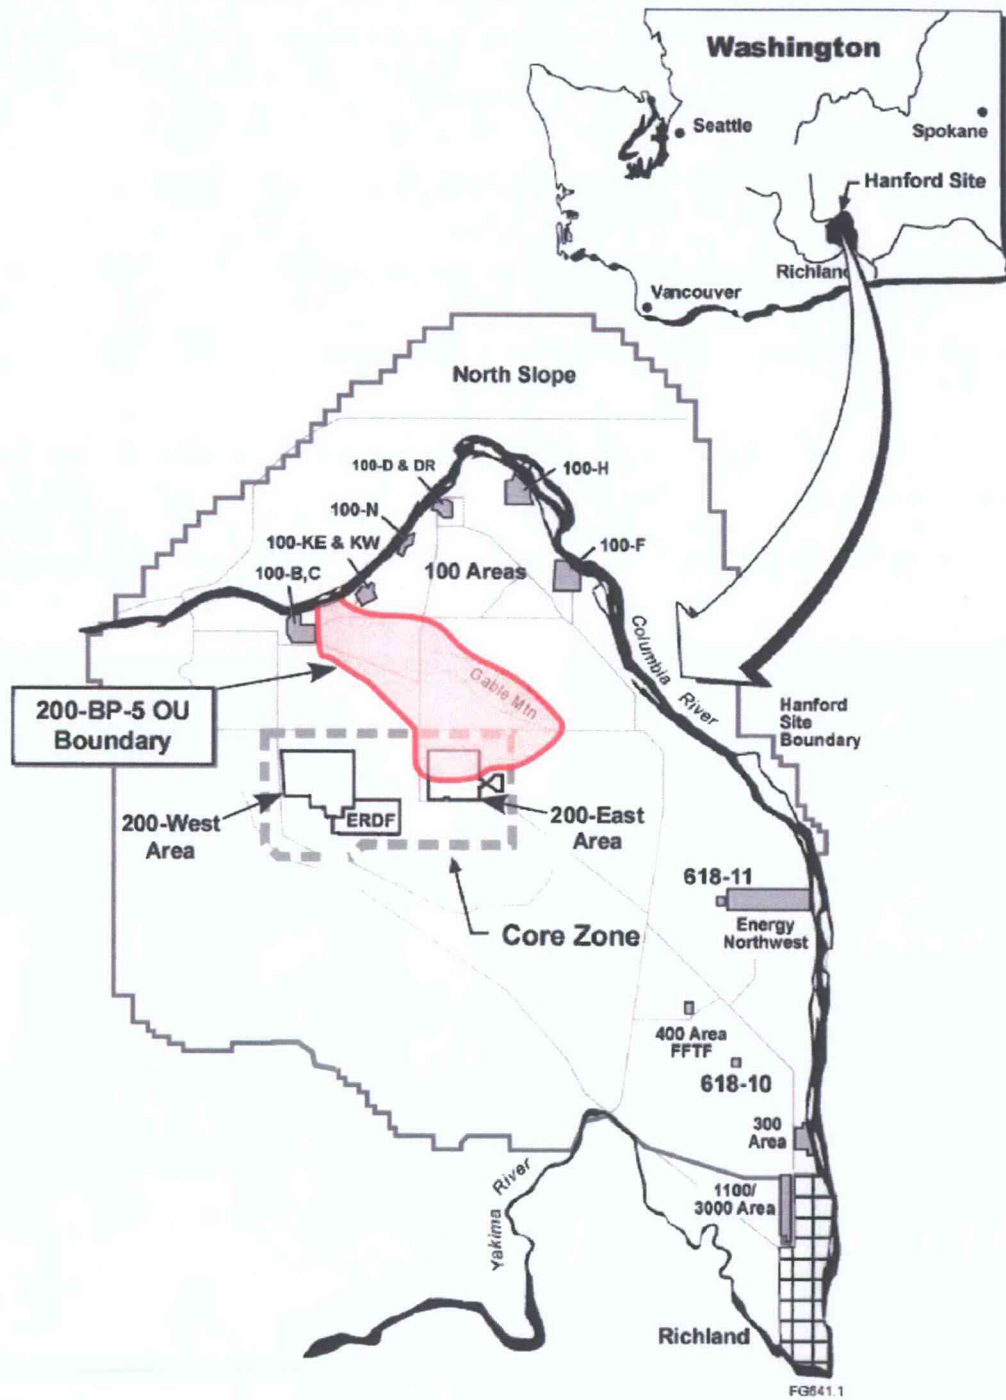 Washington
Seattle
Spokane
Hanford Site
Richland
Vancouver
North Slope
100-D & DR
100-H
100-N
100-KE & KW
100-F
100-B,C
100 Areas
Columbia River
Gable Mtn
200-BP-5 OU
Boundary
Hanford
Site
Boundary
200-West
Area
ERDF
200-East
Area
618-11
Energy
Northwest
Core Zone
400 Area
FFTF
618-10
300
Area
1100/
3000 Area
Yakima River
Richland
FG641.1